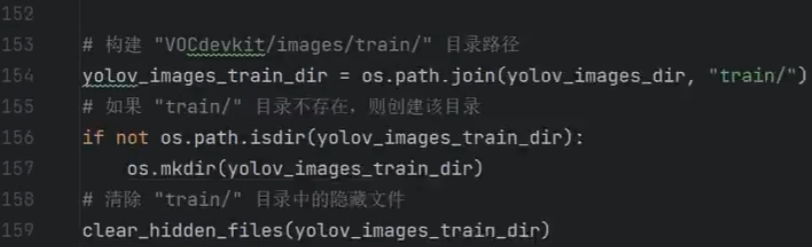 152
153 # 构建 "VOCdevkit/images/train/" 目录路径
154 yolov_images_train_dir = os.path.join(yolov_images_dir, "train/")
155 # 如果 "train/" 目录不存在，则创建该目录
156 if not os.path.isdir(yolov_images_train_dir):
157 os.mkdir(yolov_images_train_dir)
158 # 清除 "train/" 目录中的隐藏文件
159 clear_hidden_files(yolov_images_train_dir)